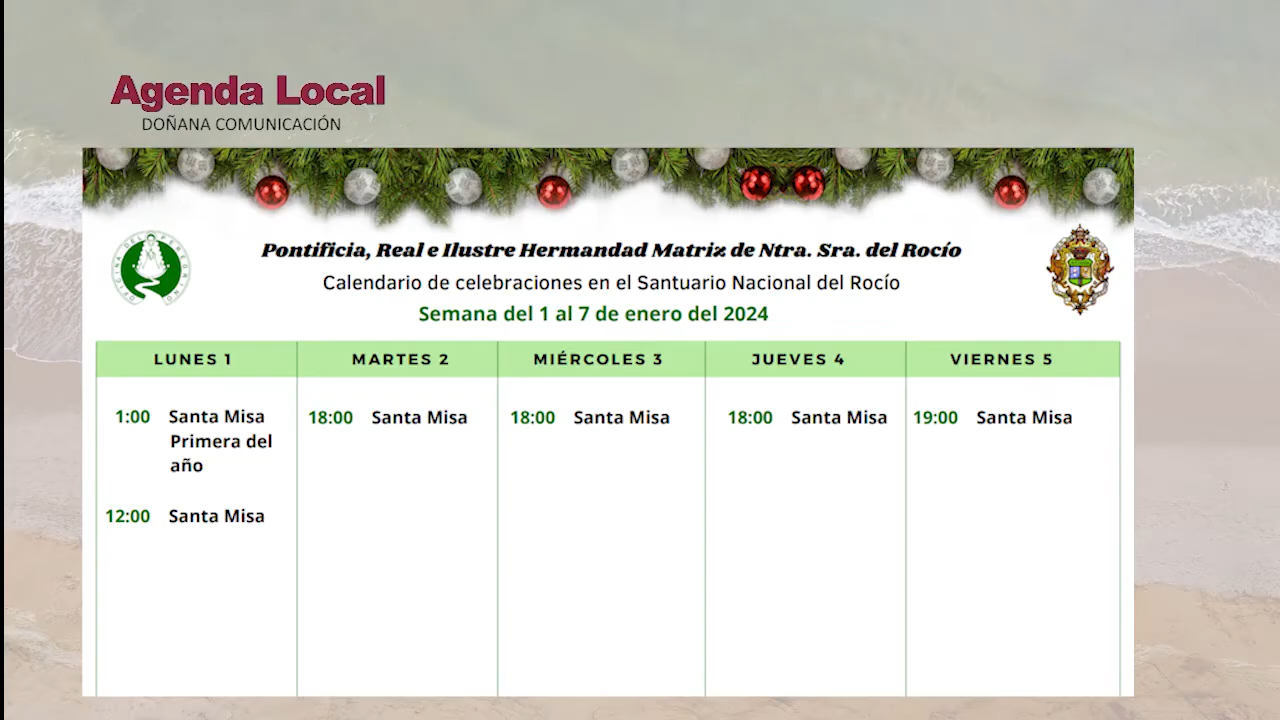 Agenda Local
DOÑANA COMUNICACIÓN
Pontificia, Real e Ilustre Hermandad Matriz de Ntra. Sra. del Rocío
Calendario de celebraciones en el Santuario Nacional del Rocío
Semana del 1 al 7 de enero del 2024
OFICINA DEL PEREGRINO
LUNES 1
1:00 Santa Misa
Primera del
año
12:00 Santa Misa
MARTES 2
18:00 Santa Misa
MIÉRCOLES 3
18:00 Santa Misa
JUEVES 4
18:00 Santa Misa
VIERNES 5
19:00 Santa Misa